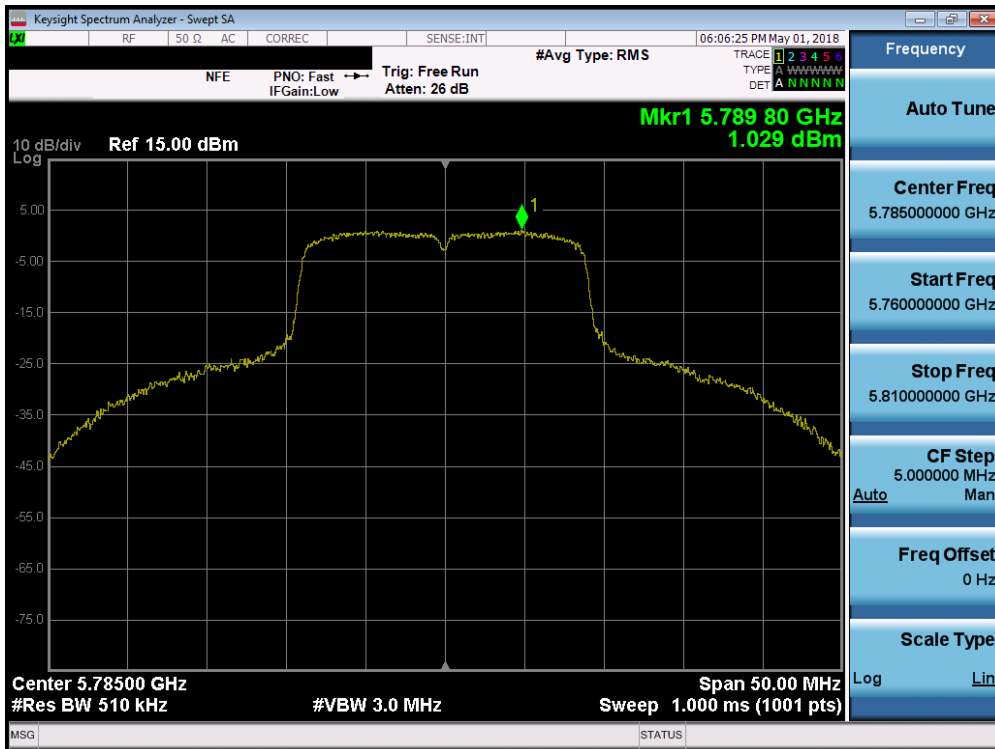 Keysight Spectrum Analyzer - Swept SA
LXI RF 50 Ω AC CORREC SENSE:INT 06:06:25 PM May 01, 2018
NFE PNO: Fast Trig: Free Run #Avg Type: RMS TRACE 1 2 3 4 5 6
IFGain:Low Atten: 26 dB TYPE A WWWWW
DET A N N N N N
Mkr1 5.789 80 GHz
1.029 dBm
10 dB/div Ref 15.00 dBm
Log
1
5.00
-5.00
-15.0
-25.0
-35.0
-45.0
-55.0
-65.0
-75.0
Center 5.78500 GHz Span 50.00 MHz
#Res BW 510 kHz #VBW 3.0 MHz Sweep 1.000 ms (1001 pts)
MSG STATUS
Frequency
Auto Tune
Center Freq
5.785000000 GHz
Start Freq
5.760000000 GHz
Stop Freq
5.810000000 GHz
CF Step
5.000000 MHz
Auto Man
Freq Offset
0 Hz
Scale Type
Log Lin